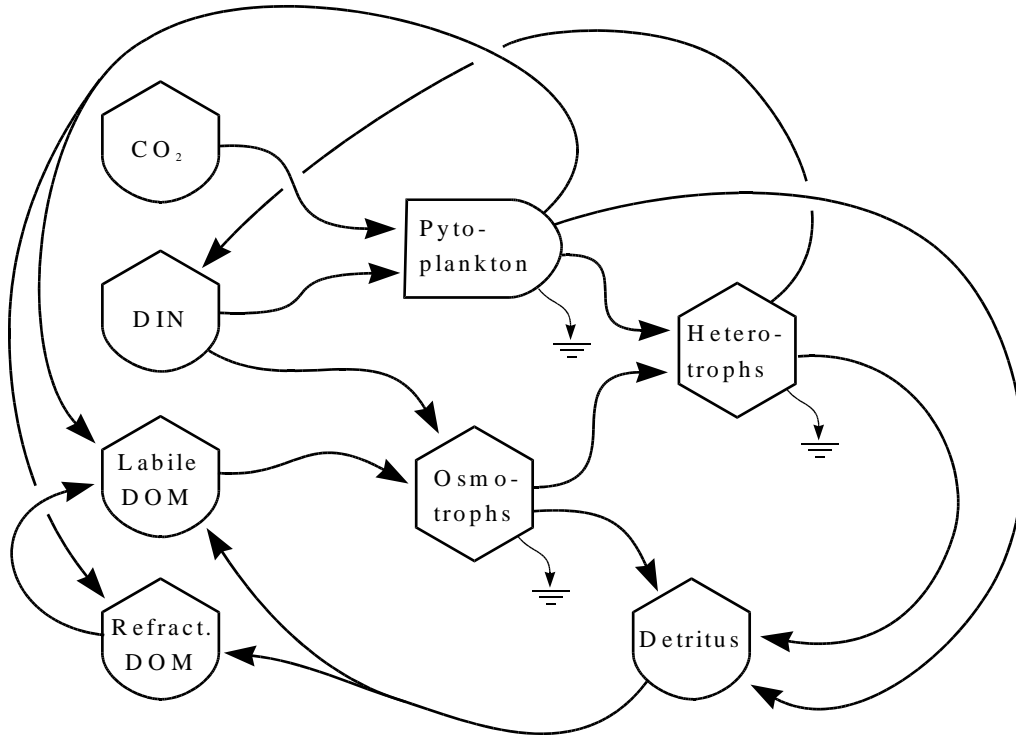 CO₂
Pyto-
plankton
DIN
Hetero-
trophs
Labile
DOM
Osmo-
trophs
Refract.
DOM
Detritus